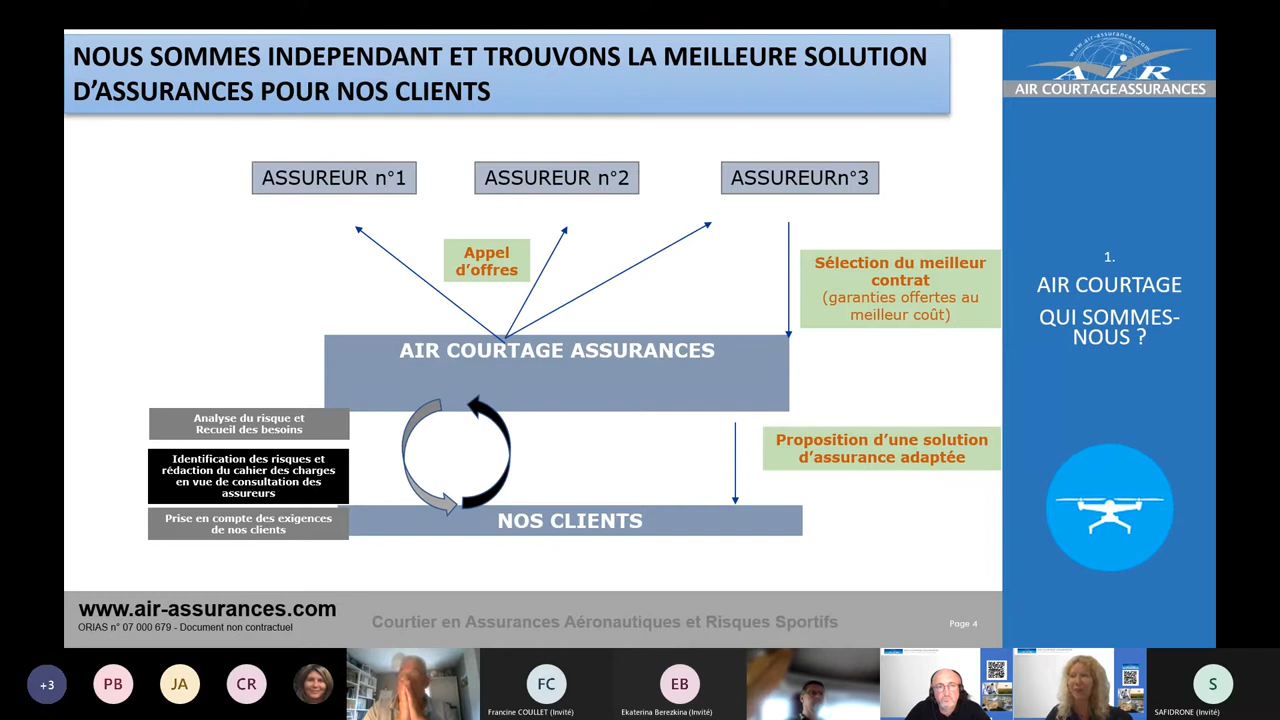 NOUS SOMMES INDEPENDANT ET TROUVONS LA MEILLEURE SOLUTION
D'ASSURANCES POUR NOS CLIENTS
www.air-assurances.com
AIR
AIR COURTAGEASSURANCES
ASSUREUR n°1
ASSUREUR n°2
ASSUREURn°3
Appel
d'offres
Sélection du meilleur
contrat
(garanties offertes au
meilleur coût)
1.
AIR COURTAGE
QUI SOMMES-
NOUS ?
AIR COURTAGE ASSURANCES
Analyse du risque et
Recueil des besoins
Identification des risques et
rédaction du cahier des charges
en vue de consultation des
assureurs
Prise en compte des exigences
de nos clients
Proposition d'une solution
d'assurance adaptée
NOS CLIENTS
www.air-assurances.com
ORIAS n° 07 000 679 - Document non contractuel
Courtier en Assurances Aéronautiques et Risques Sportifs
Page 4
+3
PB
JA
CR
FC
Francine COULLET (Invité)
EB
Ekaterina Berezkina (Invité)
S
SAFIDRONE (Invité)